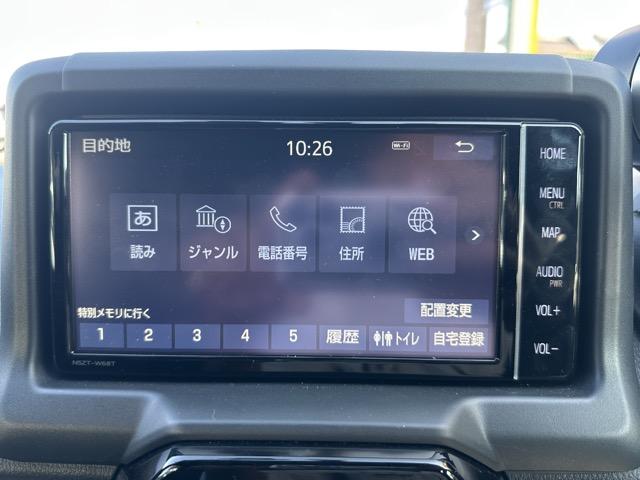 目的地 10:26 Wi-Fi
あ
読み ジャンル 電話番号 住所 WEB >
特別メモリに行く 配置変更
1 2 3 4 5 履歴 トイレ 自宅登録
NSZT-W68T
HOME
MENU
CTRL
MAP
AUDIO
PWR
VOL+
VOL-